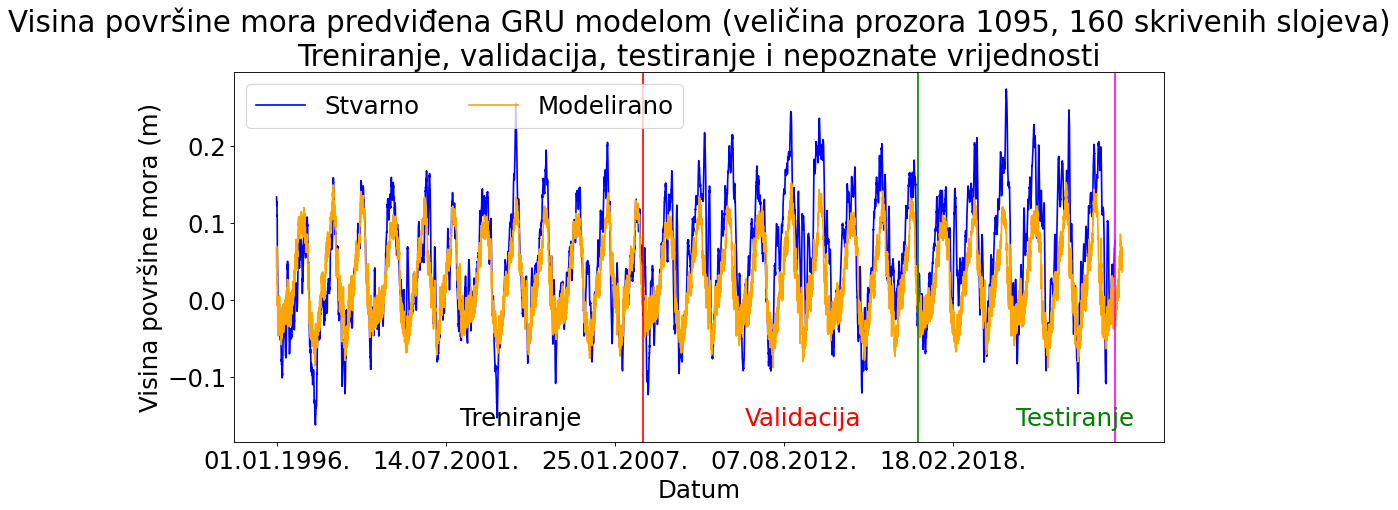 Visina površine mora predviđena GRU modelom (veličina prozora 1095, 160 skrivenih slojeva)
Treniranje, validacija, testiranje i nepoznate vrijednosti
Stvarno
Modelirano
Visina površine mora (m)
0.2
0.1
0.0
−0.1
Treniranje
Validacija
Testiranje
01.01.1996.
14.07.2001.
25.01.2007.
07.08.2012.
18.02.2018.
Datum